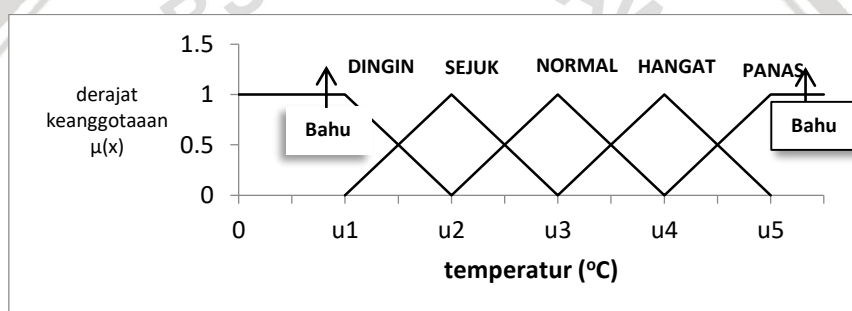 1.5
DINGIN SEJUK NORMAL HANGAT PANAS
derajat
keanggotaaan
μ(x)
1
Bahu
Bahu
0.5
0
0 u1 u2 u3 u4 u5
temperatur (°C)